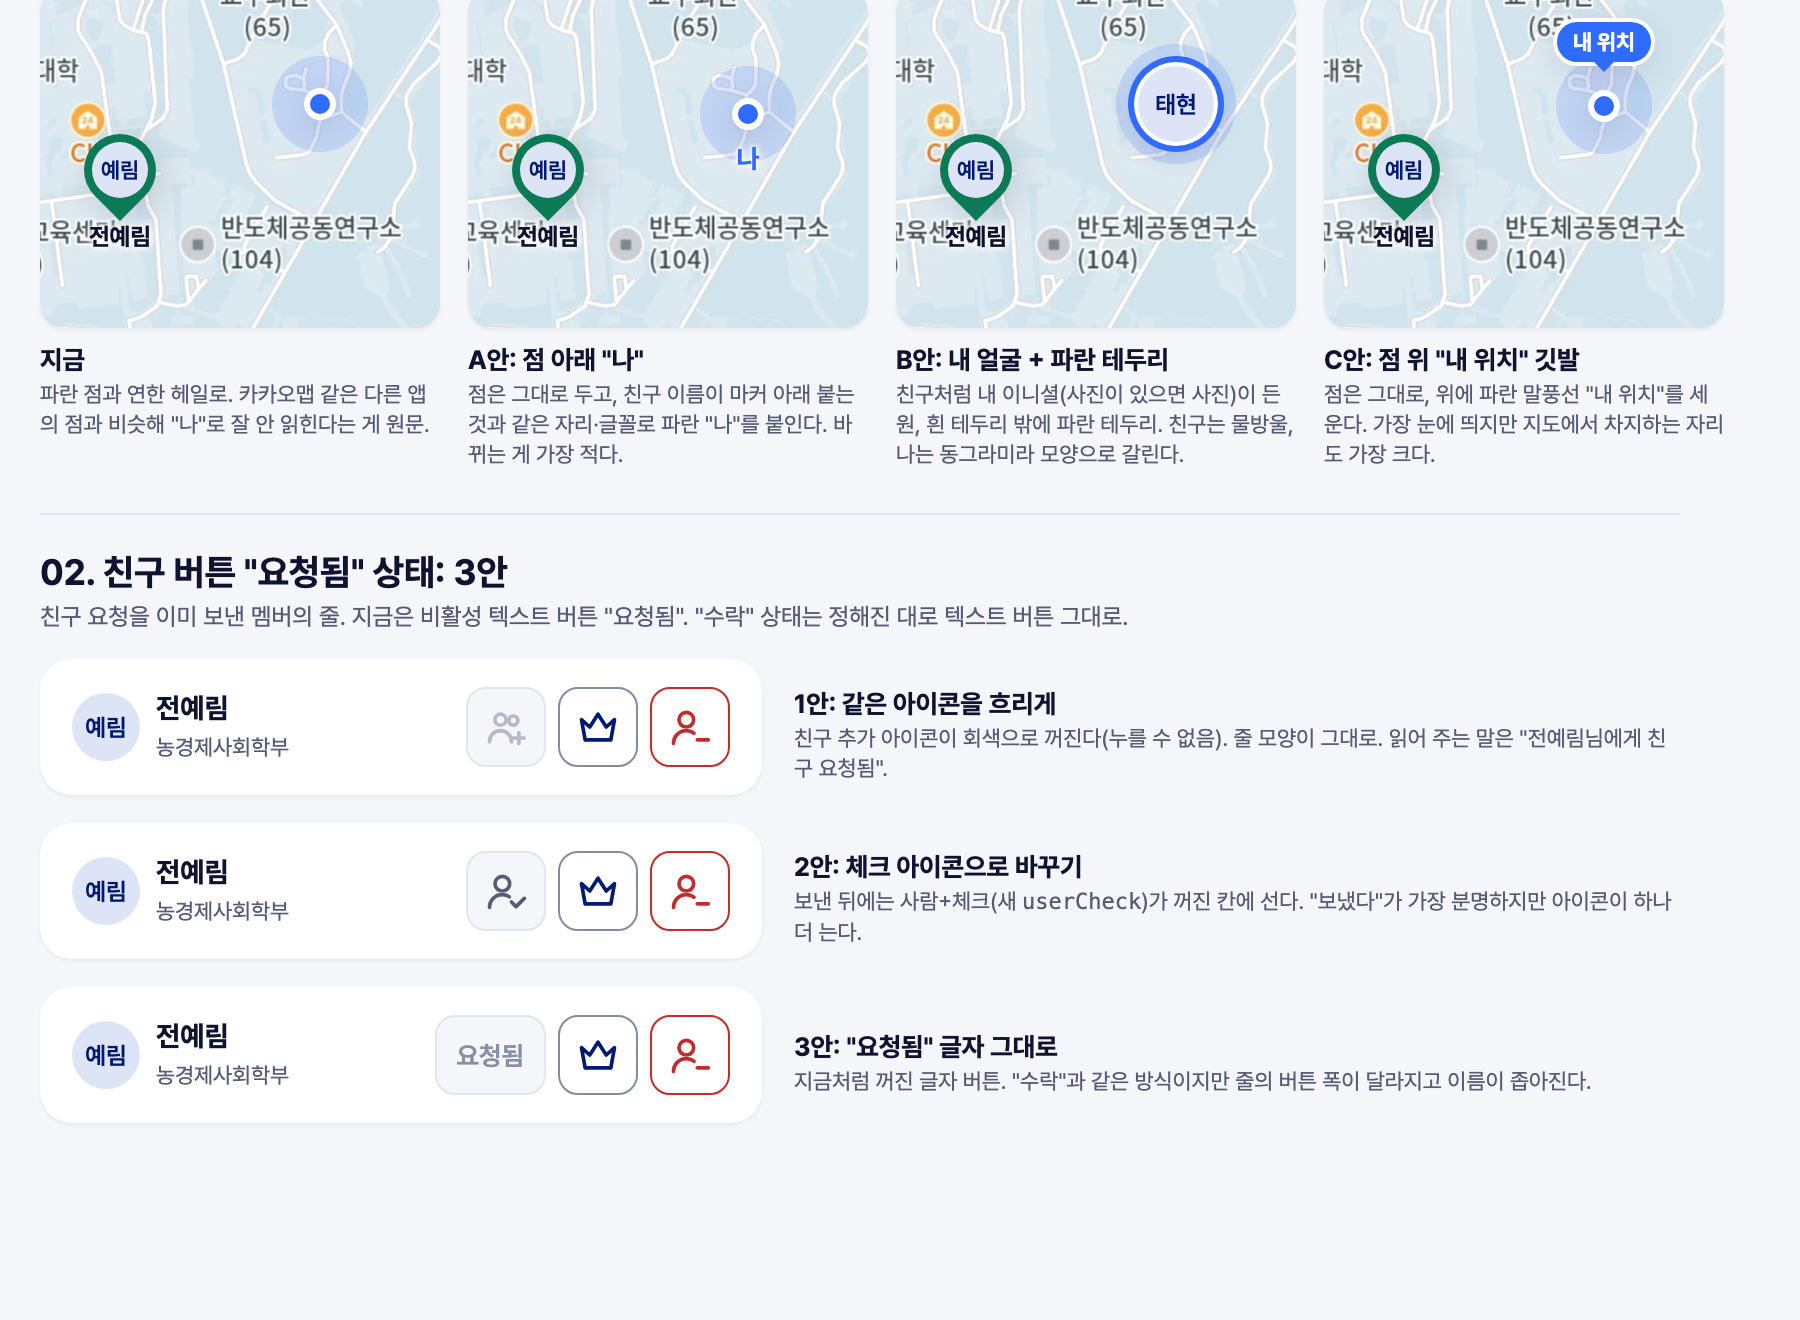 (65)
대학
24
예림
전예림
반도체공동연구소
(104)
(65)
대학
24
나
예림
전예림
반도체공동연구소
(104)
(65)
대학
24
태현
예림
전예림
반도체공동연구소
(104)
내 위치
대학
24
예림
전예림
반도체공동연구소
(104)
지금
파란 점과 연한 헤일로. 카카오맵 같은 다른 앱
의 점과 비슷해 "나"로 잘 안 읽힌다는 게 원문.
A안: 점 아래 "나"
점은 그대로 두고, 친구 이름이 마커 아래 붙는
것과 같은 자리·글꼴로 파란 "나"를 붙인다. 바
뀌는 게 가장 적다.
B안: 내 얼굴 + 파란 테두리
친구처럼 내 이니셜(사진이 있으면 사진)이 든
원, 흰 테두리 밖에 파란 테두리. 친구는 물방울,
나는 동그라미라 모양으로 갈린다.
C안: 점 위 "내 위치" 깃발
점은 그대로, 위에 파란 말풍선 "내 위치"를 세
운다. 가장 눈에 띄지만 지도에서 차지하는 자리
도 가장 크다.
02. 친구 버튼 "요청됨" 상태: 3안
친구 요청을 이미 보낸 멤버의 줄. 지금은 비활성 텍스트 버튼 "요청됨". "수락" 상태는 정해진 대로 텍스트 버튼 그대로.
예림
전예림
농경제사회학부
1안: 같은 아이콘을 흐리게
친구 추가 아이콘이 회색으로 꺼진다(누를 수 없음). 줄 모양이 그대로. 읽어 주는 말은 "전예림님에게 친
구 요청됨".
예림
전예림
농경제사회학부
2안: 체크 아이콘으로 바꾸기
보낸 뒤에는 사람+체크(새 userCheck)가 꺼진 칸에 선다. "보냈다"가 가장 분명하지만 아이콘이 하나
더 는다.
예림
전예림
농경제사회학부
요청됨
3안: "요청됨" 글자 그대로
지금처럼 꺼진 글자 버튼. "수락"과 같은 방식이지만 줄의 버튼 폭이 달라지고 이름이 좁아진다.